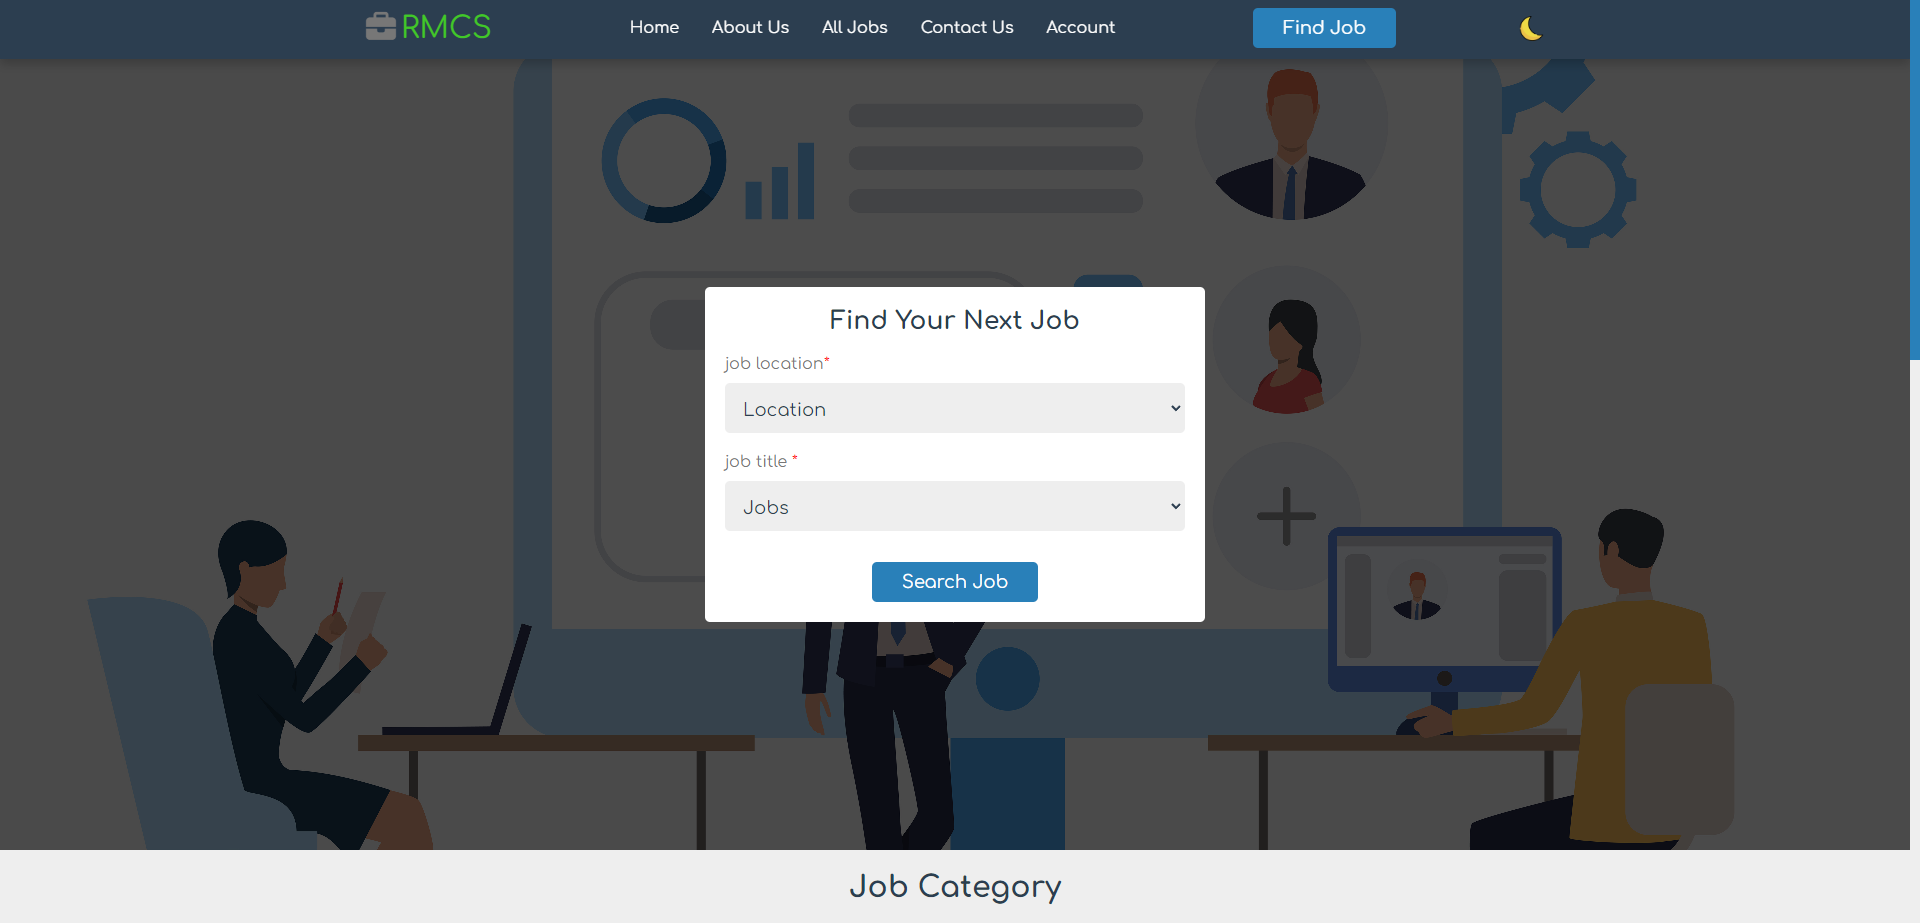 RMCS
Home About Us All Jobs Contact Us Account
Find Job
Find Your Next Job
job location*
Location
job title *
Jobs
Search Job
Job Category